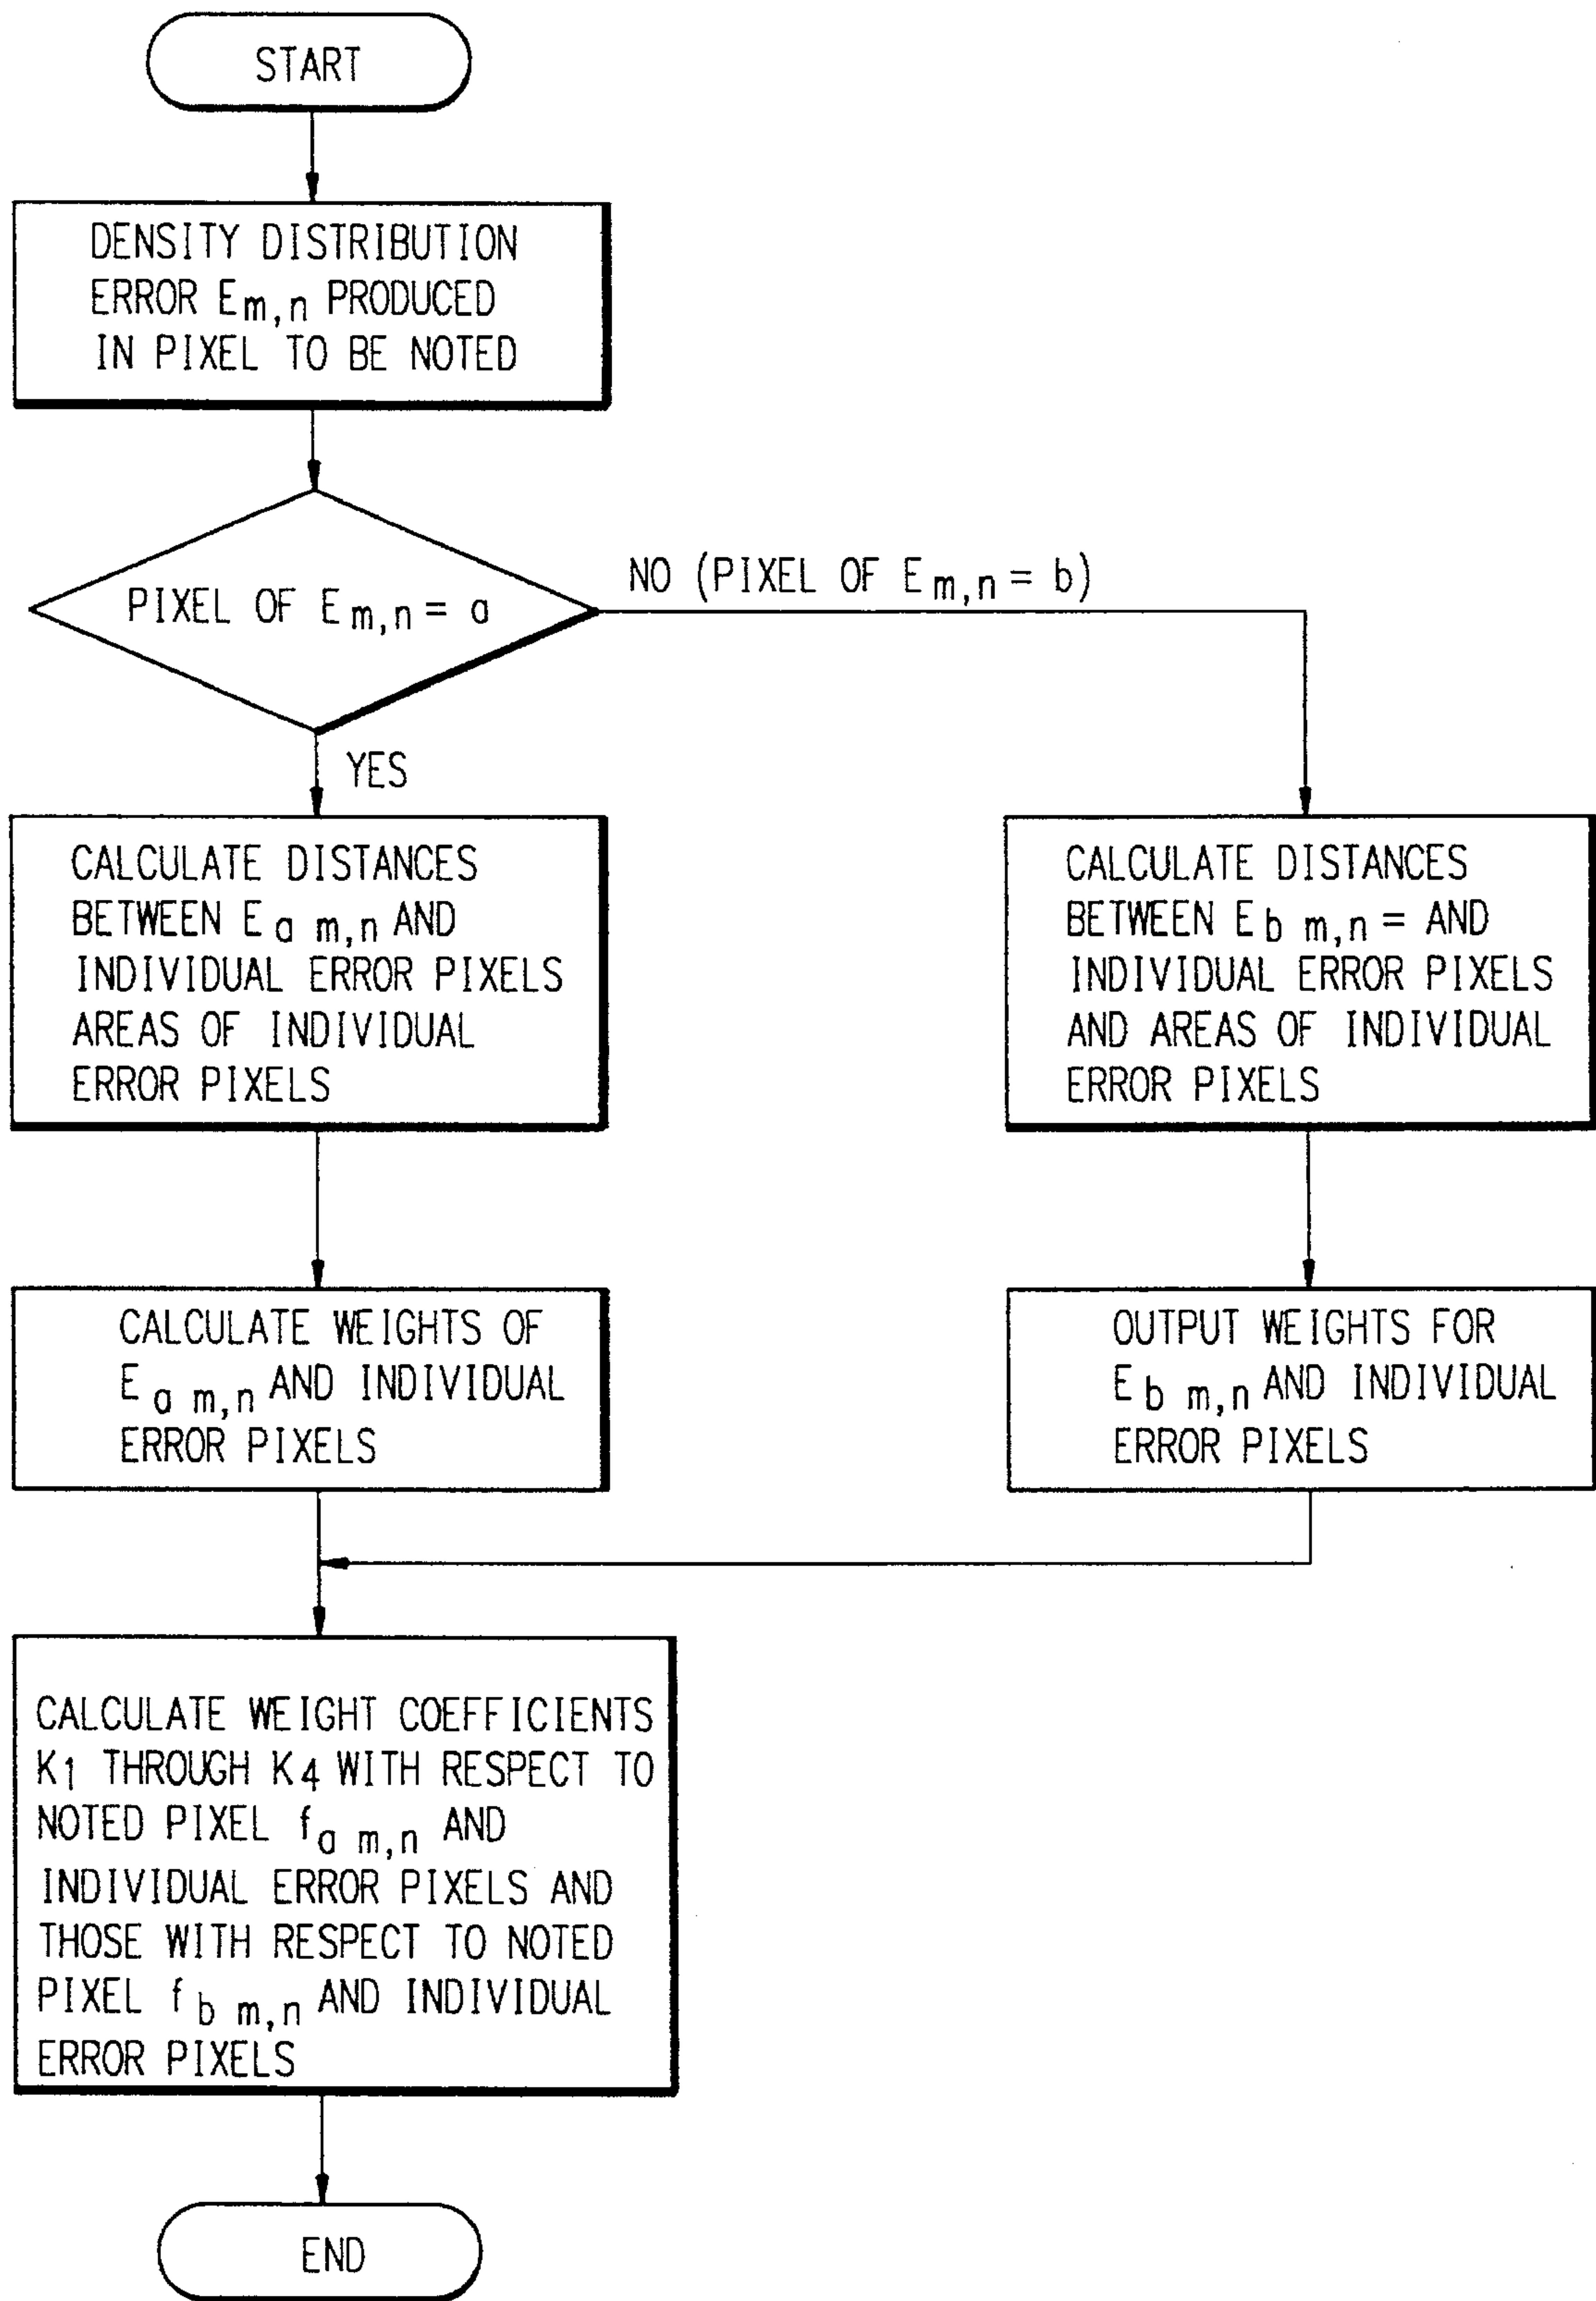 START
DENSITY DISTRIBUTION
ERROR Em,n PRODUCED
IN PIXEL TO BE NOTED
PIXEL OF Em,n = a
NO (PIXEL OF Em,n = b)
YES
CALCULATE DISTANCES
BETWEEN Ea m,n AND
INDIVIDUAL ERROR PIXELS
AREAS OF INDIVIDUAL
ERROR PIXELS
CALCULATE DISTANCES
BETWEEN Eb m,n = AND
INDIVIDUAL ERROR PIXELS
AND AREAS OF INDIVIDUAL
ERROR PIXELS
CALCULATE WEIGHTS OF
Ea m,n AND INDIVIDUAL
ERROR PIXELS
OUTPUT WEIGHTS FOR
Eb m,n AND INDIVIDUAL
ERROR PIXELS
CALCULATE WEIGHT COEFFICIENTS
K1 THROUGH K4 WITH RESPECT TO
NOTED PIXEL fa m,n AND
INDIVIDUAL ERROR PIXELS AND
THOSE WITH RESPECT TO NOTED
PIXEL fb m,n AND INDIVIDUAL
ERROR PIXELS
END